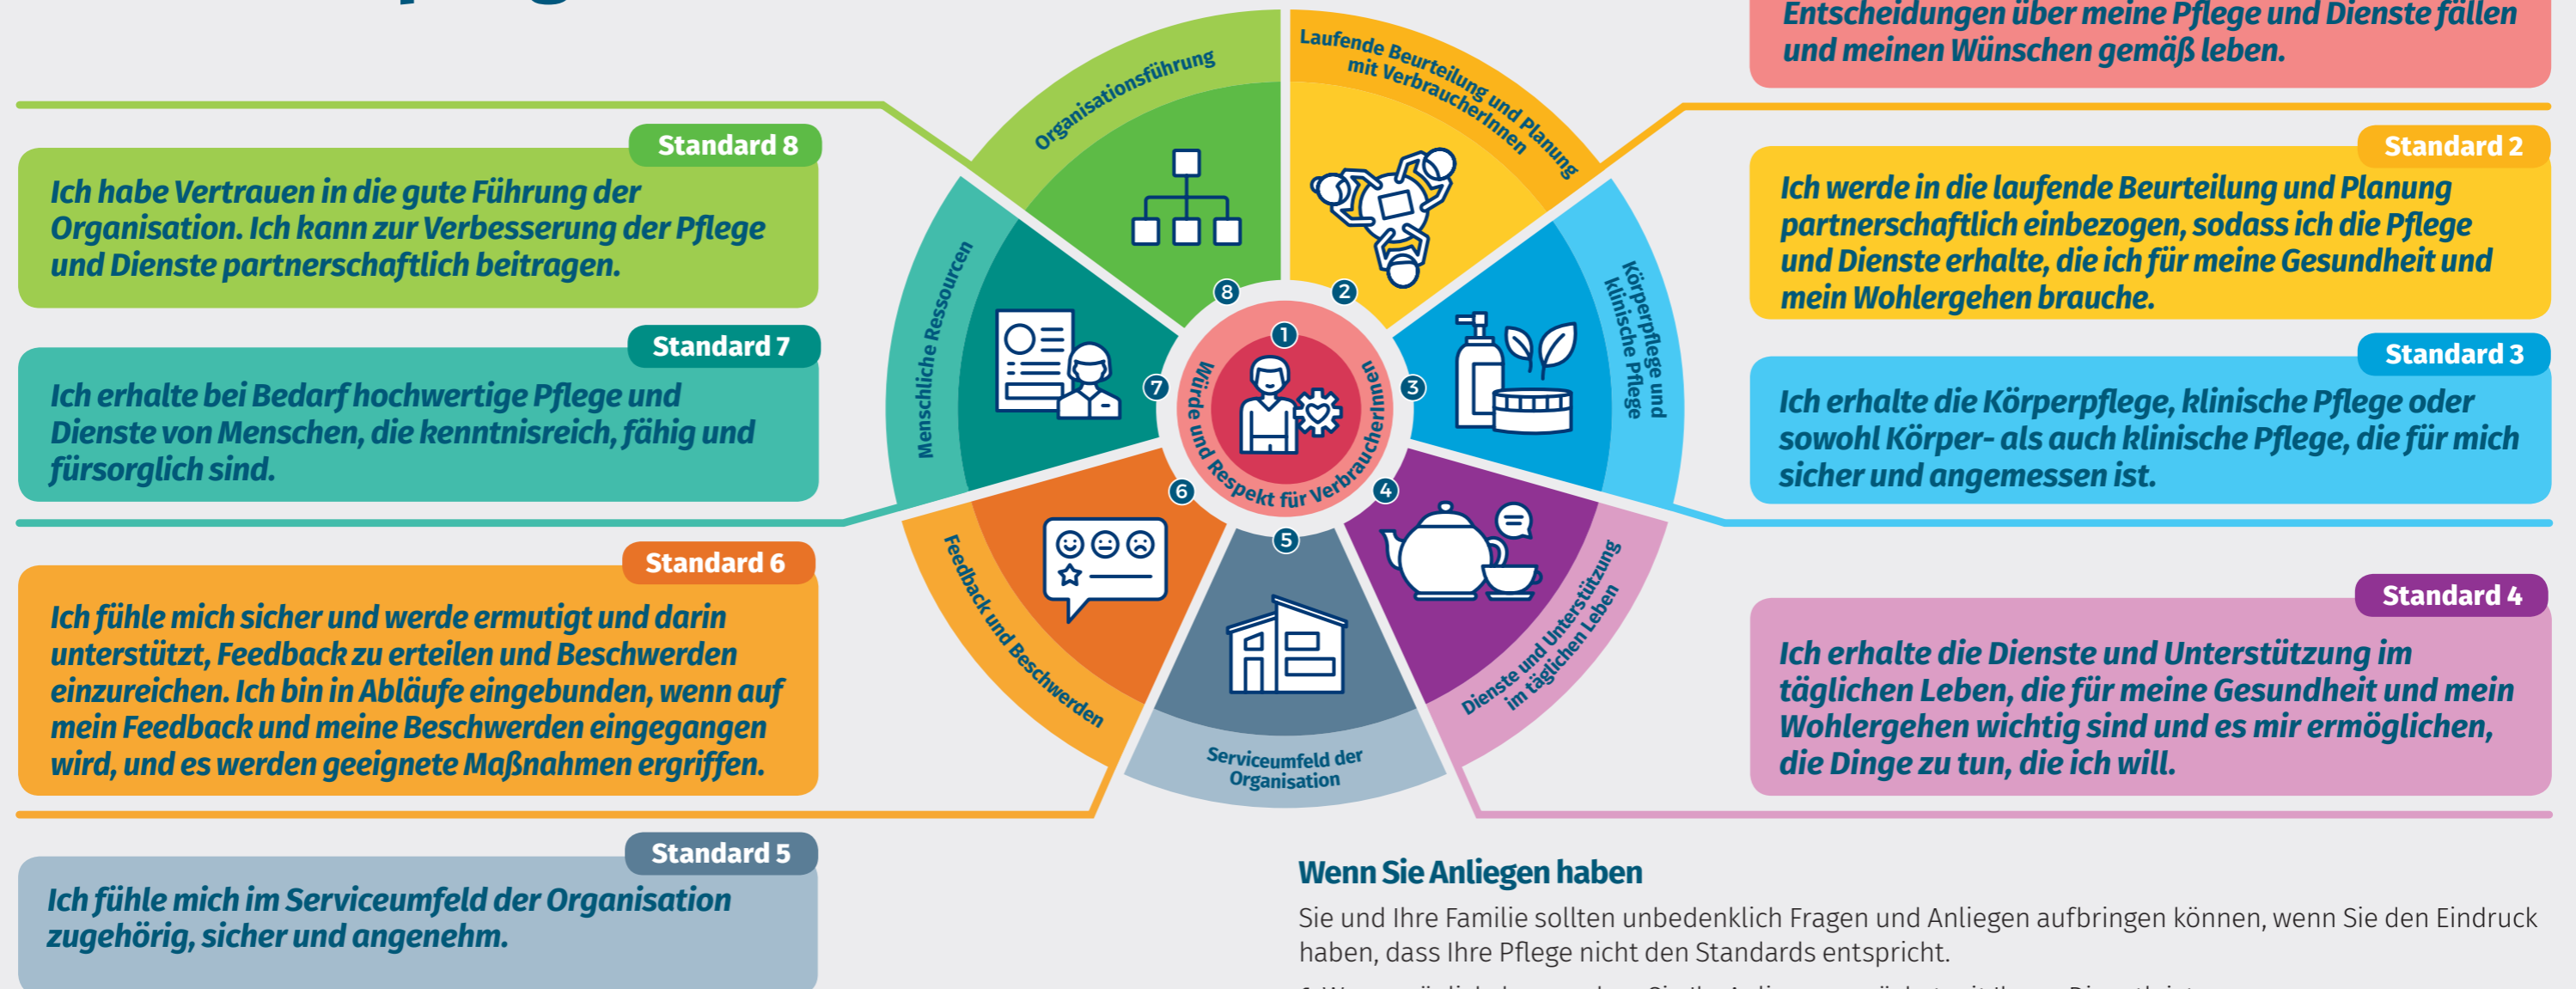 Entscheidungen über meine Pflege und Dienste fällen
und meinen Wünschen gemäß leben.
Organisationsführung
Laufende Beurteilung und Planung
mit VerbraucherInnen
Körperpflege und
klinische Pflege
Dienste und Unterstützung
im täglichen Leben
Serviceumfeld der
Organisation
Feedback und Beschwerden
Menschliche Ressourcen
Würde und Respekt für VerbraucherInnen
1
2
3
4
5
6
7
8
Standard 8
Ich habe Vertrauen in die gute Führung der
Organisation. Ich kann zur Verbesserung der Pflege
und Dienste partnerschaftlich beitragen.
Standard 7
Ich erhalte bei Bedarf hochwertige Pflege und
Dienste von Menschen, die kenntnisreich, fähig und
fürsorglich sind.
Standard 6
Ich fühle mich sicher und werde ermutigt und darin
unterstützt, Feedback zu erteilen und Beschwerden
einzureichen. Ich bin in Abläufe eingebunden, wenn auf
mein Feedback und meine Beschwerden eingegangen
wird, und es werden geeignete Maßnahmen ergriffen.
Standard 5
Ich fühle mich im Serviceumfeld der Organisation
zugehörig, sicher und angenehm.
Standard 2
Ich werde in die laufende Beurteilung und Planung
partnerschaftlich einbezogen, sodass ich die Pflege
und Dienste erhalte, die ich für meine Gesundheit und
mein Wohlergehen brauche.
Standard 3
Ich erhalte die Körperpflege, klinische Pflege oder
sowohl Körper- als auch klinische Pflege, die für mich
sicher und angemessen ist.
Standard 4
Ich erhalte die Dienste und Unterstützung im
täglichen Leben, die für meine Gesundheit und mein
Wohlergehen wichtig sind und es mir ermöglichen,
die Dinge zu tun, die ich will.
Wenn Sie Anliegen haben
Sie und Ihre Familie sollten unbedenklich Fragen und Anliegen aufbringen können, wenn Sie den Eindruck
haben, dass Ihre Pflege nicht den Standards entspricht.